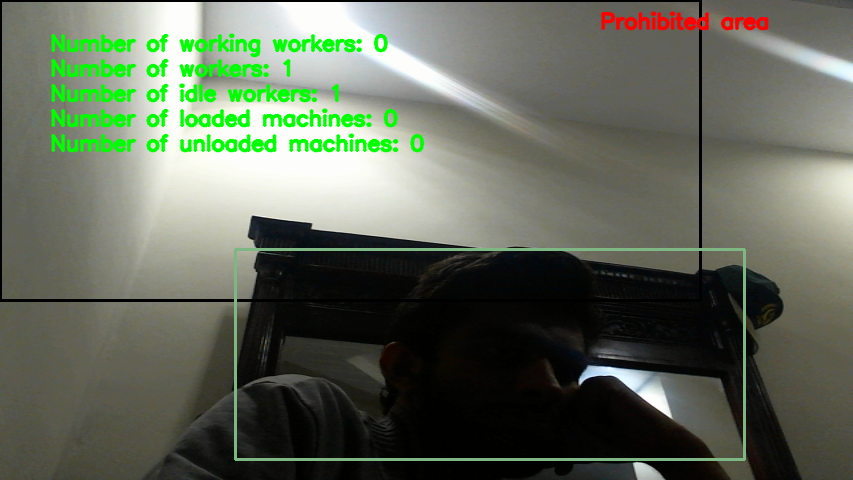 Prohibited area
Number of working workers: 0
Number of workers: 1
Number of idle workers: 1
Number of loaded machines: 0
Number of unloaded machines: 0